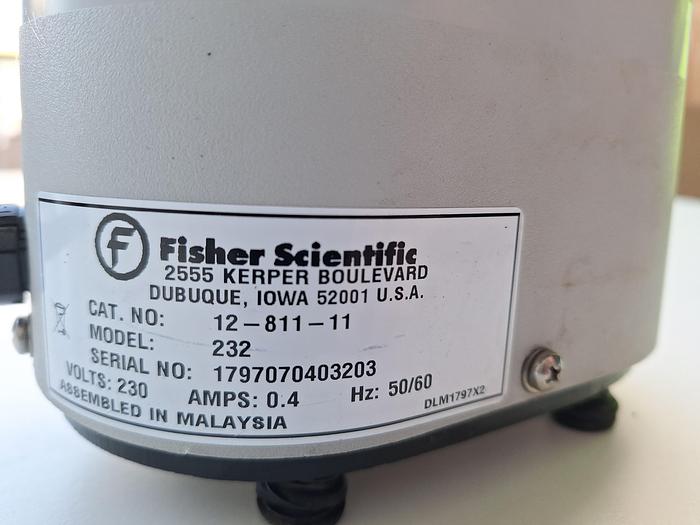 f Fisher Scientific
2555 KERPER BOULEVARD
DUBUQUE, IOWA 52001 U.S.A.
CAT. NO: 12-811-11
MODEL: 232
SERIAL NO: 1797070403203
VOLTS: 230 AMPS: 0.4 Hz: 50/60
ASSEMBLED IN MALAYSIA DLM1797X2